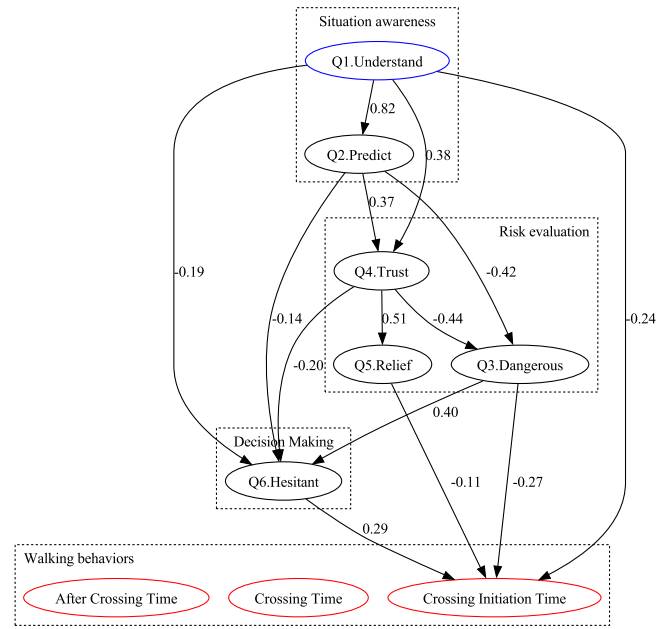 Situation awareness
Q1.Understand
0.82
Q2.Predict
0.38
0.37
Risk evaluation
Q4.Trust
-0.19
-0.42
-0.14
0.51
-0.44
-0.24
-0.20
Q5.Relief
Q3.Dangerous
0.40
Decision Making
Q6.Hesitant
-0.11
-0.27
0.29
Walking behaviors
After Crossing Time
Crossing Time
Crossing Initiation Time